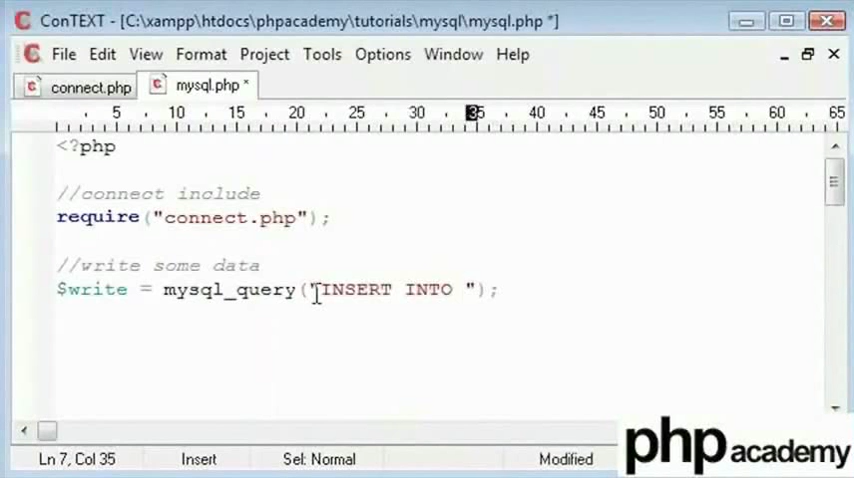 ConTEXT - [C:\xampp\htdocs\phpacademy\tutorials\mysql\mysql.php *]
File Edit View Format Project Tools Options Window Help
connect.php mysql.php *
5 10 15 20 25 30 35 40 45 50 55 60 65
<?php
//connect include
require("connect.php");
//write some data
$write = mysql_query("INSERT INTO ");
Ln 7, Col 35 Insert Sel: Normal Modified
php academy